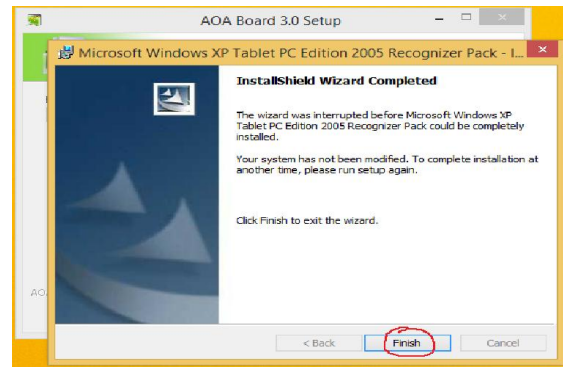 AOA Board 3.0 Setup
Microsoft Windows XP Tablet PC Edition 2005 Recognizer Pack - I...
InstallShield Wizard Completed
The wizard was interrupted before Microsoft Windows XP
Tablet PC Edition 2005 Recognizer Pack could be completely
installed.
Your system has not been modified. To complete installation at
another time, please run setup again.
Click Finish to exit the wizard.
AO
< Back
Finish
Cancel